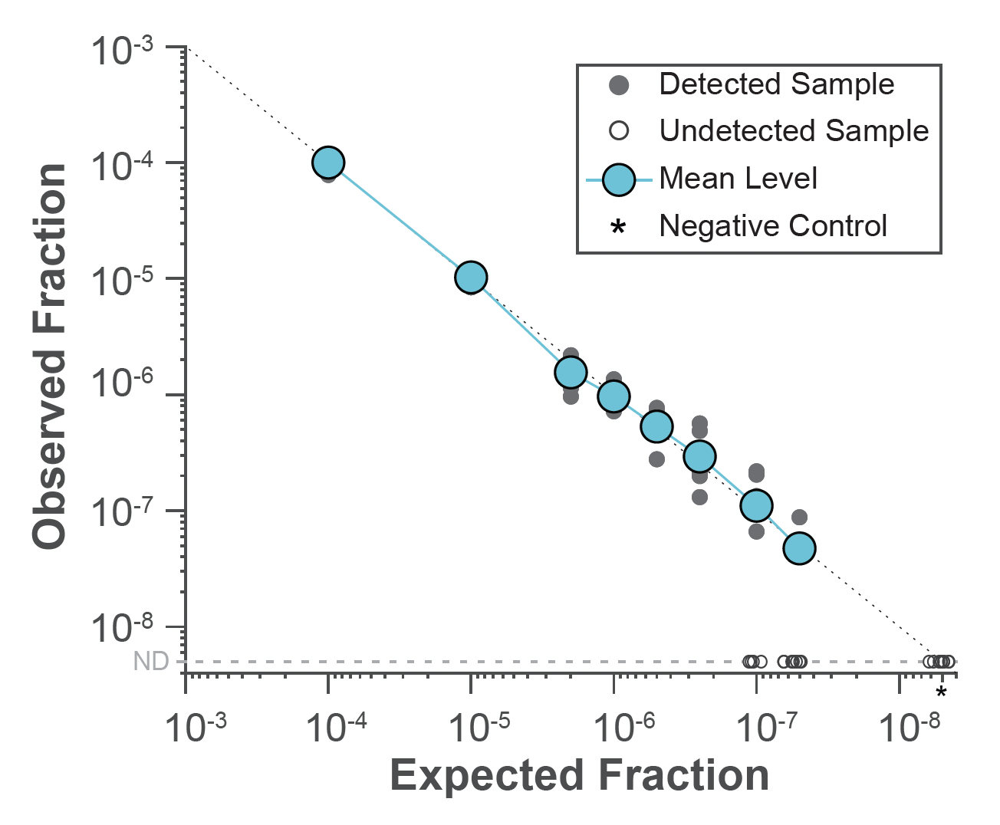 10⁻³
10⁻⁴
10⁻⁵
10⁻⁶
10⁻⁷
10⁻⁸
ND
Observed Fraction
Detected Sample
Undetected Sample
Mean Level
* Negative Control
*
10⁻³ 10⁻⁴ 10⁻⁵ 10⁻⁶ 10⁻⁷ 10⁻⁸
Expected Fraction